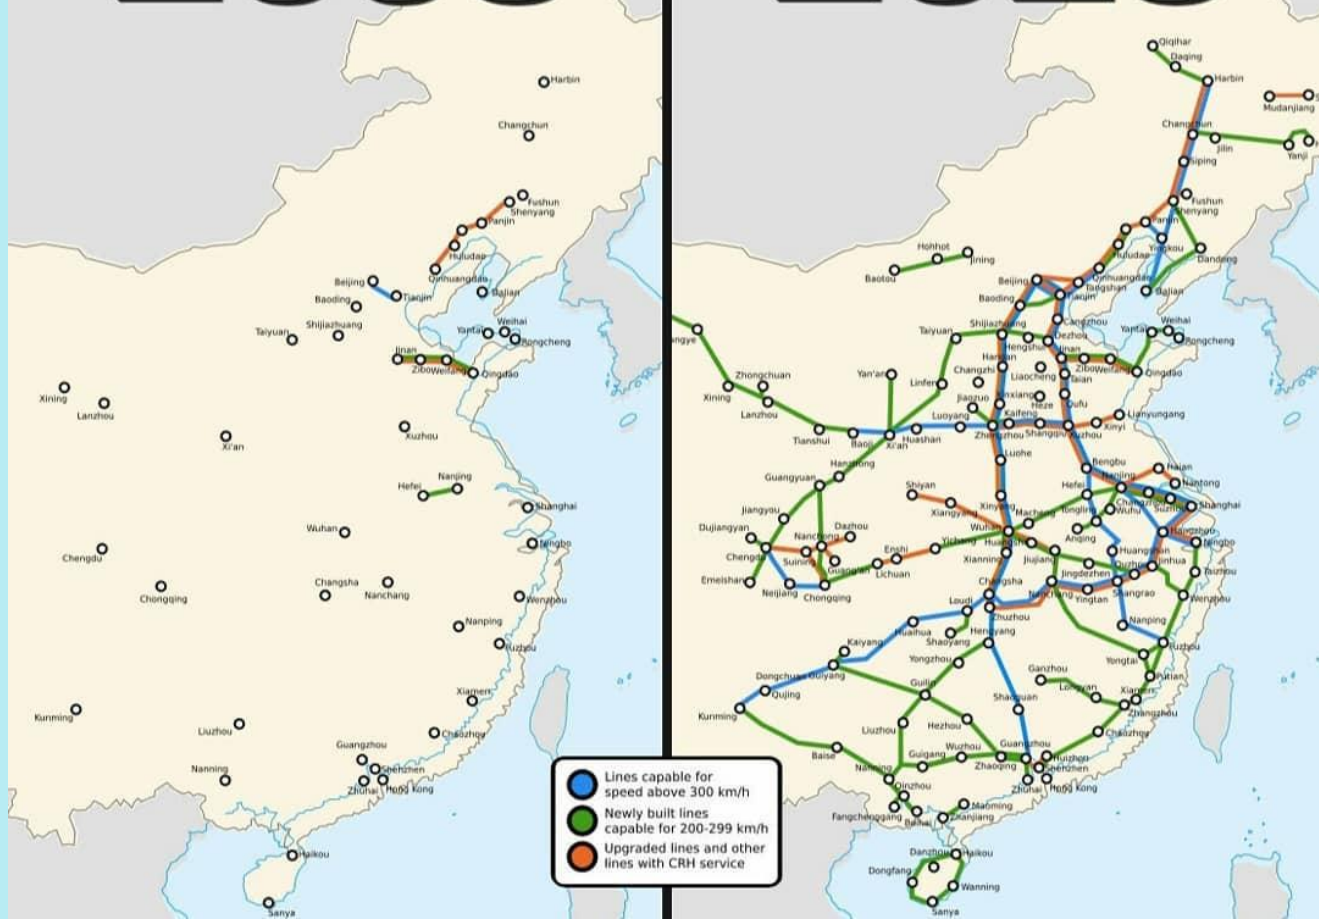 Harbin
Changchun
Fushun
Shenyang
Panjin
Huludao
Qinhuangdao
Beijing
Tianjin
Dalian
Baoding
Weihai
Yantai
Rongcheng
Taiyuan
Shijiazhuang
Jinan
Zibo
Weifang
Qingdao
Xining
Lanzhou
Xi'an
Xuzhou
Nanjing
Hefei
Shanghai
Wuhan
Ningbo
Chengdu
Chongqing
Changsha
Nanchang
Wenzhou
Nanping
Fuzhou
Xiamen
Kunming
Liuzhou
Chaozhou
Guangzhou
Nanning
Shenzhen
Zhuhai
Hong Kong
Haikou
Sanya
Lines capable for
speed above 300 km/h
Newly built lines
capable for 200-299 km/h
Upgraded lines and other
lines with CRH service
Qiqihar
Daqing
Harbin
Mudanjiang
Changchun
Jilin
Yanji
Siping
Fushun
Shenyang
Panjin
Yingkou
Huludao
Dandong
Hohhot
Jining
Baotou
Beijing
Qinhuangdao
Tangshan
Tianjin
Dalian
Baoding
Cangzhou
Taiyuan
Shijiazhuang
Dezhou
Weihai
Yantai
Rongcheng
Hengshui
Jinan
Handan
Zibo
Weifang
Qingdao
angye
Zhongchuan
Yan'an
Changzhi
Liaocheng
Taian
Linfen
Xining
Lanzhou
Jiaozuo
Xinxiang
Heze
Qufu
Luoyang
Kaifeng
Lianyungang
Tianshui
Baoji
Xi'an
Huashan
Zhengzhou
Shangqiu
Xuzhou
Xinyi
Luohe
Hanzhong
Bengbu
Haian
Guangyuan
Nanjing
Nantong
Shiyan
Hefei
Changzhou
Suzhou
Shanghai
Xiangyang
Xinyang
Tongling
Wuhu
Jiangyou
Macheng
Dujiangyan
Dazhou
Nanchong
Wuhan
Anqing
Hangzhou
Ningbo
Yichang
Huangshi
Chengdu
Enshi
Huangshan
Suining
Guang'an
Lichuan
Xianning
Jiujiang
Quzhou
Jinhua
Emeishan
Jingdezhen
Taizhou
Neijiang
Chongqing
Changsha
Nanchang
Yingtan
Shangrao
Wenzhou
Loudi
Zhuzhou
Nanping
Huaihua
Shaoyang
Hengyang
Kaiyang
Fuzhou
Yongzhou
Yongtai
Dongchuan
Guiyang
Ganzhou
Putian
Qujing
Guilin
Shaoguan
Longyan
Xiamen
Kunming
Zhangzhou
Liuzhou
Hezhou
Chaozhou
Baise
Guigang
Wuzhou
Guangzhou
Nanning
Zhaoqing
Huizhou
Shenzhen
Qinzhou
Zhuhai
Hong Kong
Maoming
Fangchenggang
Beihai
Zhanjiang
Danzhou
Haikou
Dongfang
Wanning
Sanya